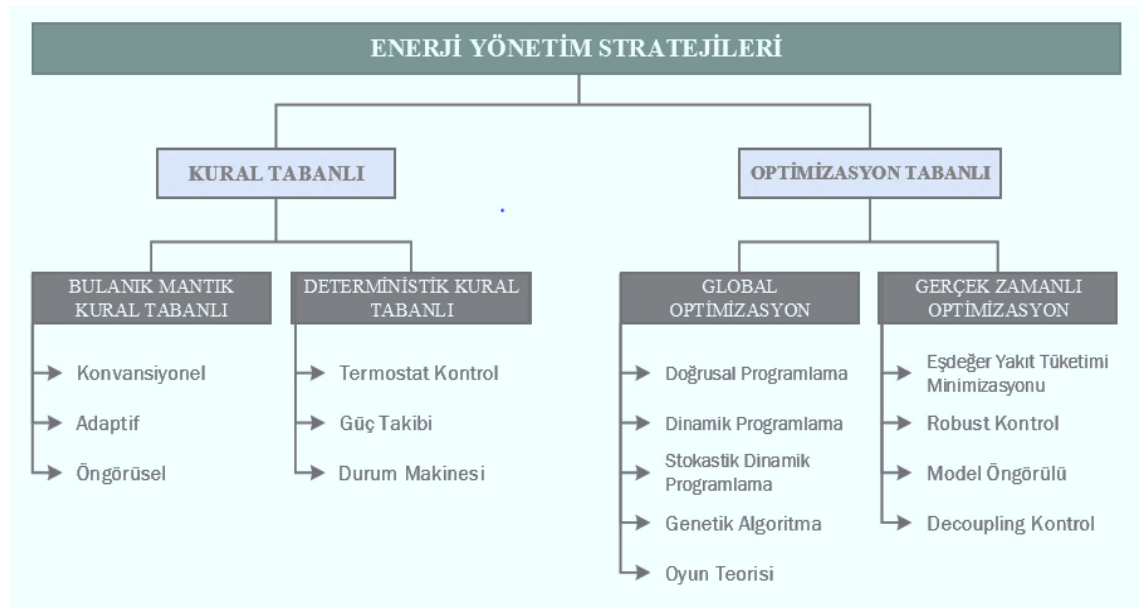 ENERJİ YÖNETİM STRATEJİLERİ
KURAL TABANLI
OPTİMİZASYON TABANLI
BULANIK MANTIK
KURAL TABANLI
DETERMİNİSTİK KURAL
TABANLI
GLOBAL
OPTİMİZASYON
GERÇEK ZAMANLI
OPTİMİZASYON
Konvansiyonel
Adaptif
Öngörüsel
Termostat Kontrol
Güç Takibi
Durum Makinesi
Doğrusal Programlama
Dinamik Programlama
Stokastik Dinamik
Programlama
Genetik Algoritma
Oyun Teorisi
Eşdeğer Yakıt Tüketimi
Minimizasyonu
Robust Kontrol
Model Öngörülü
Decoupling Kontrol